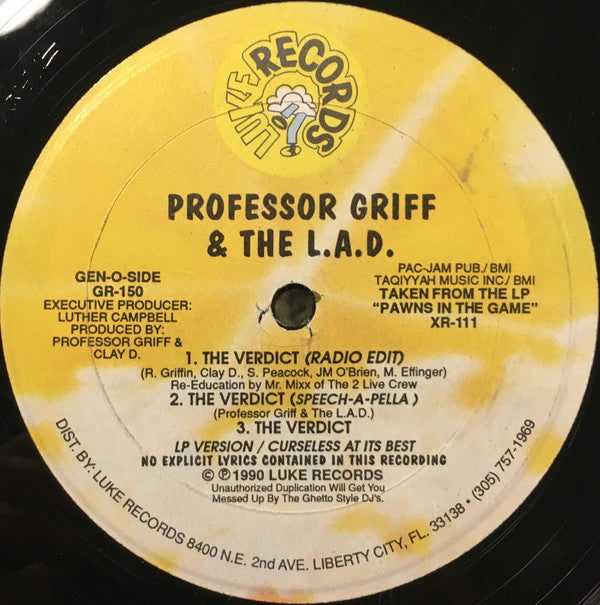 LUKE RECORDS
PROFESSOR GRIFF
& THE L.A.D.
GEN-O-SIDE
GR-150
EXECUTIVE PRODUCER:
LUTHER CAMPBELL
PRODUCED BY:
PROFESSOR GRIFF &
CLAY D.
PAC-JAM PUB./ BMI
TAQIYYAH MUSIC INC/ BMI
TAKEN FROM THE LP
"PAWNS IN THE GAME"
XR-111
1. THE VERDICT (RADIO EDIT)
(R. Griffin, Clay D., S. Peacock, JM O'Brien, M. Effinger)
Re-Education by Mr. Mixx of The 2 Live Crew
2. THE VERDICT (SPEECH-A-PELLA )
(Professor Griff & The L.A.D.)
3. THE VERDICT
LP VERSION / CURSELESS AT ITS BEST
NO EXPLICIT LYRICS CONTAINED IN THIS RECORDING
© ℗ 1990 LUKE RECORDS
Unauthorized Duplication Will Get You
Messed Up By The Ghetto Style DJ's.
DIST. BY: LUKE RECORDS 8400 N.E. 2nd AVE. LIBERTY CITY, FL. 33138 • (305) 757-1969